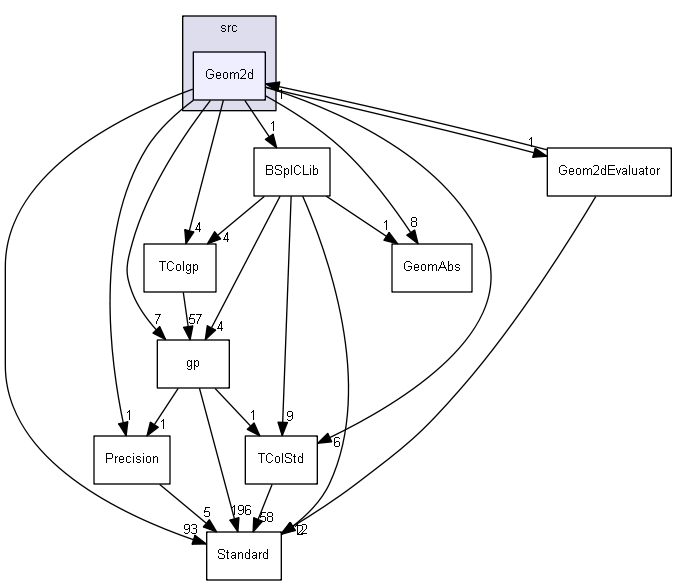 src
Geom2d
1
1
1
BSplCLib
Geom2dEvaluator
4
4
1
8
TColgp
GeomAbs
7
57
4
gp
1
1
1
9
6
Precision
TColStd
93
5
196
58
Standard